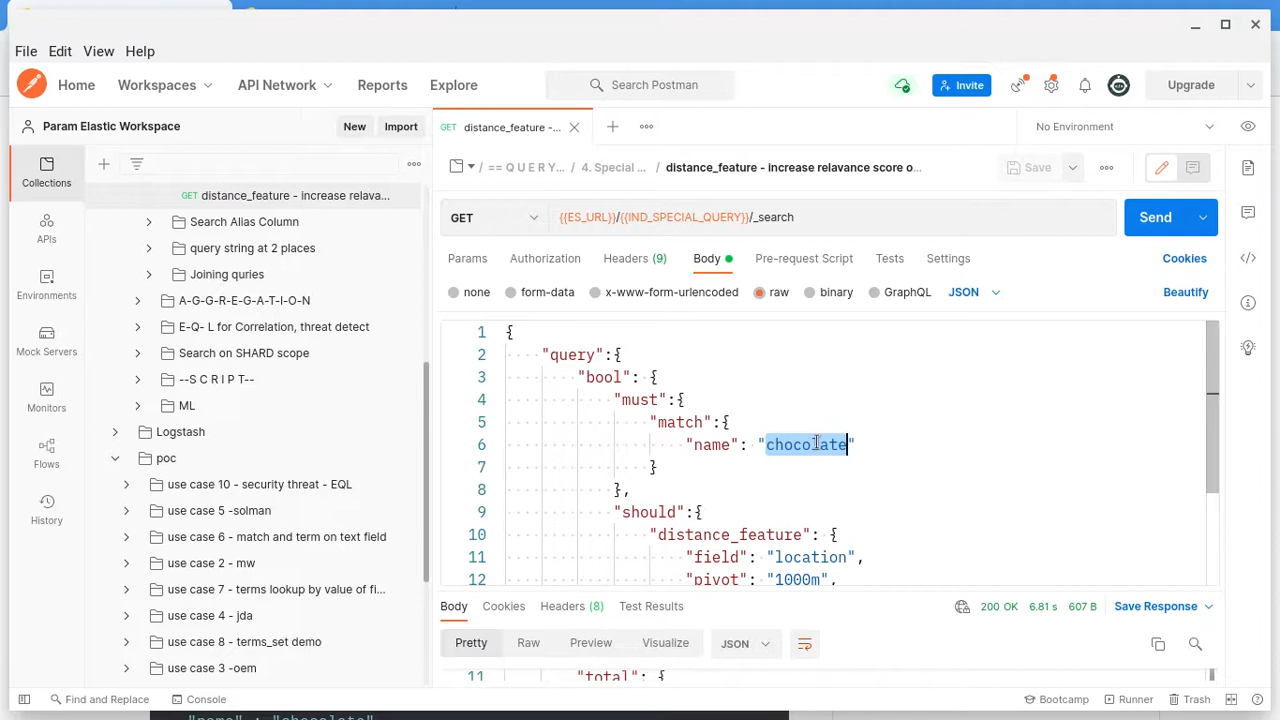 File Edit View Help
Home Workspaces API Network Reports Explore Search Postman Invite Upgrade
Param Elastic Workspace New Import
GET distance_feature -... No Environment
/ == Q U E R Y... / 4. Special ... / distance_feature - increase relavance score o... Save
Collections
APIs
Environments
Mock Servers
Monitors
Flows
History
GET distance_feature - increase relava...
Search Alias Column
query string at 2 places
Joining quries
A-G-G-R-E-G-A-T-I-O-N
E-Q- L for Correlation, threat detect
Search on SHARD scope
--S C R I P T--
ML
Logstash
poc
use case 10 - security threat - EQL
use case 5 -solman
use case 6 - match and term on text field
use case 2 - mw
use case 7 - terms lookup by value of fi...
use case 4 - jda
use case 8 - terms_set demo
use case 3 -oem
GET {{ES_URL}}/{{IND_SPECIAL_QUERY}}/_search Send
Params Authorization Headers (9) Body Pre-request Script Tests Settings Cookies
none form-data x-www-form-urlencoded raw binary GraphQL JSON Beautify
1 {
2 "query":{
3 "bool": {
4 "must":{
5 "match":{
6 "name": "chocolate"
7 }
8 },
9 "should":{
10 "distance_feature": {
11 "field": "location",
12 "pivot": "1000m",
Body Cookies Headers (8) Test Results 200 OK 6.81 s 607 B Save Response
Pretty Raw Preview Visualize JSON
11 "total": {
Find and Replace Console Bootcamp Runner Trash
"name" : "chocolate"